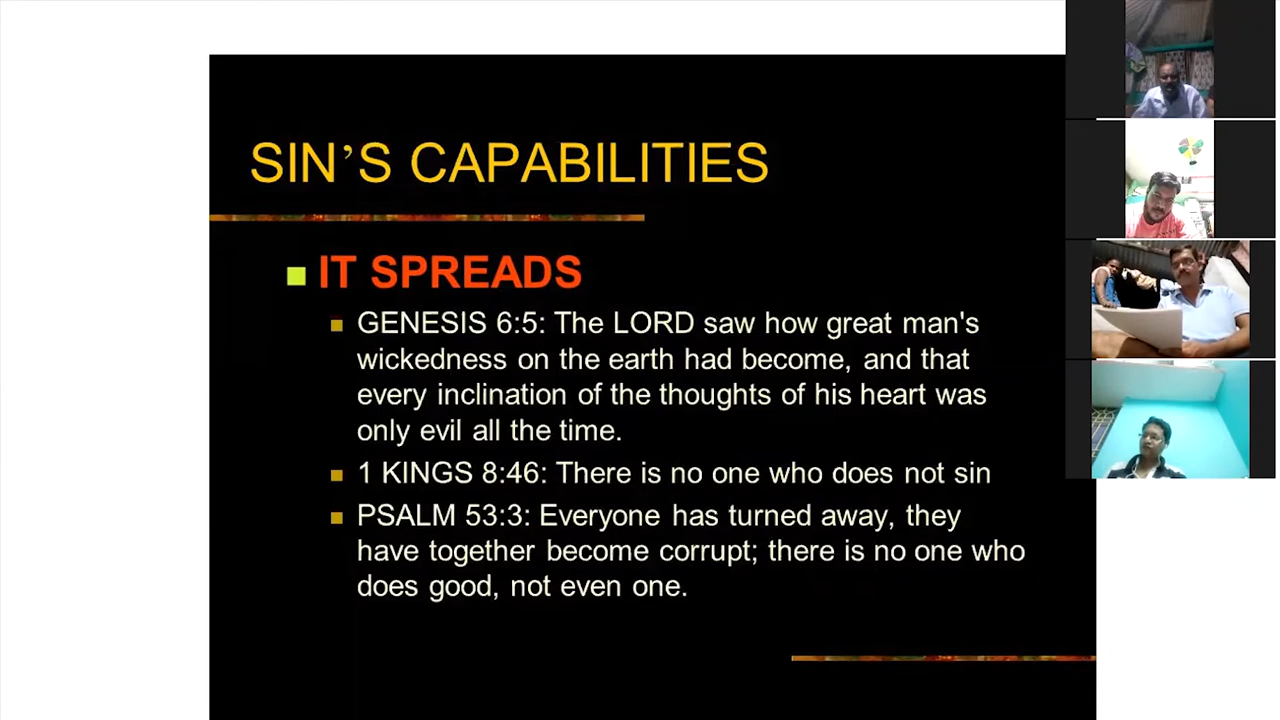 SIN’S CAPABILITIES
IT SPREADS
GENESIS 6:5: The LORD saw how great man's
wickedness on the earth had become, and that
every inclination of the thoughts of his heart was
only evil all the time.
1 KINGS 8:46: There is no one who does not sin
PSALM 53:3: Everyone has turned away, they
have together become corrupt; there is no one who
does good, not even one.